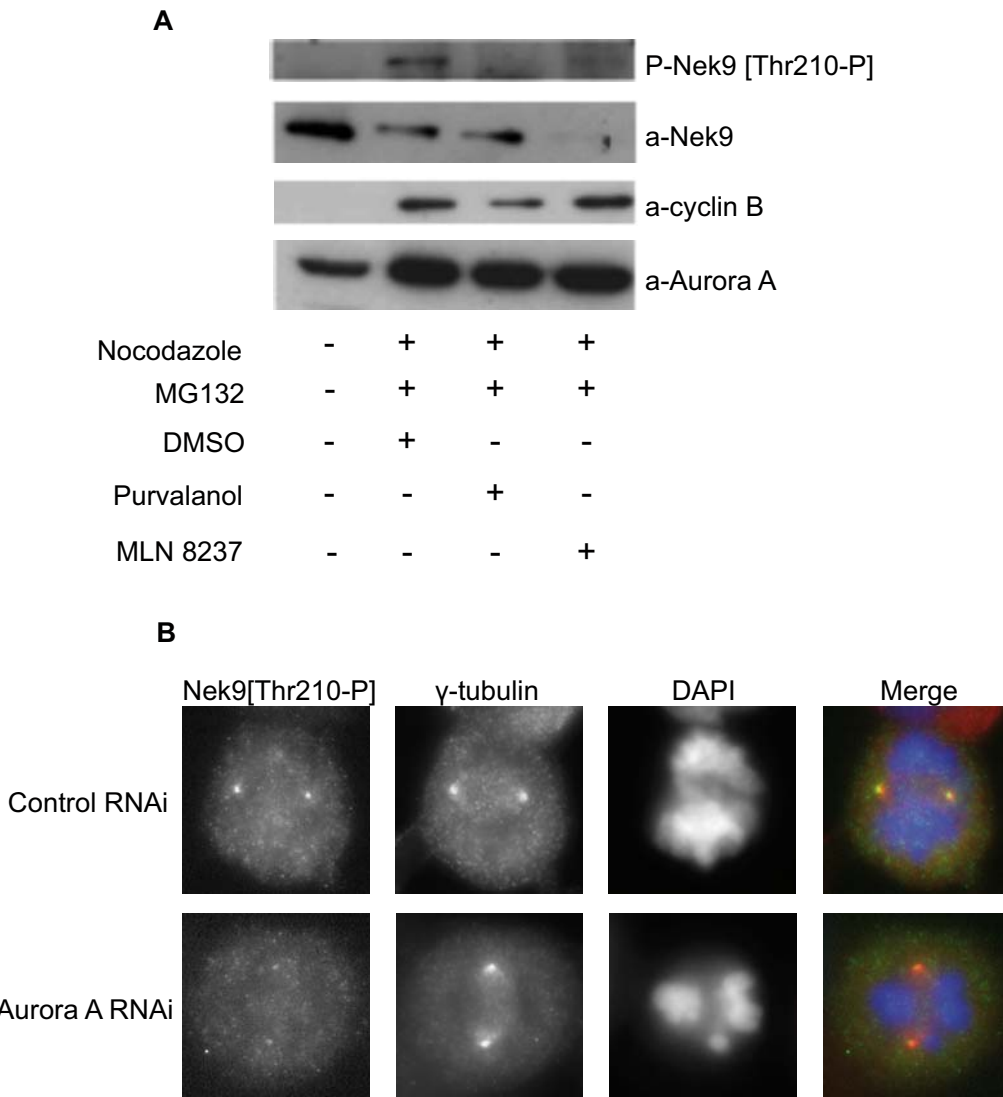 A
P-Nek9 [Thr210-P]
a-Nek9
a-cyclin B
a-Aurora A
Nocodazole - + + +
MG132 - + + +
DMSO - + - -
Purvalanol - - + -
MLN 8237 - - - +
B
Nek9[Thr210-P] γ-tubulin DAPI Merge
Control RNAi
Aurora A RNAi